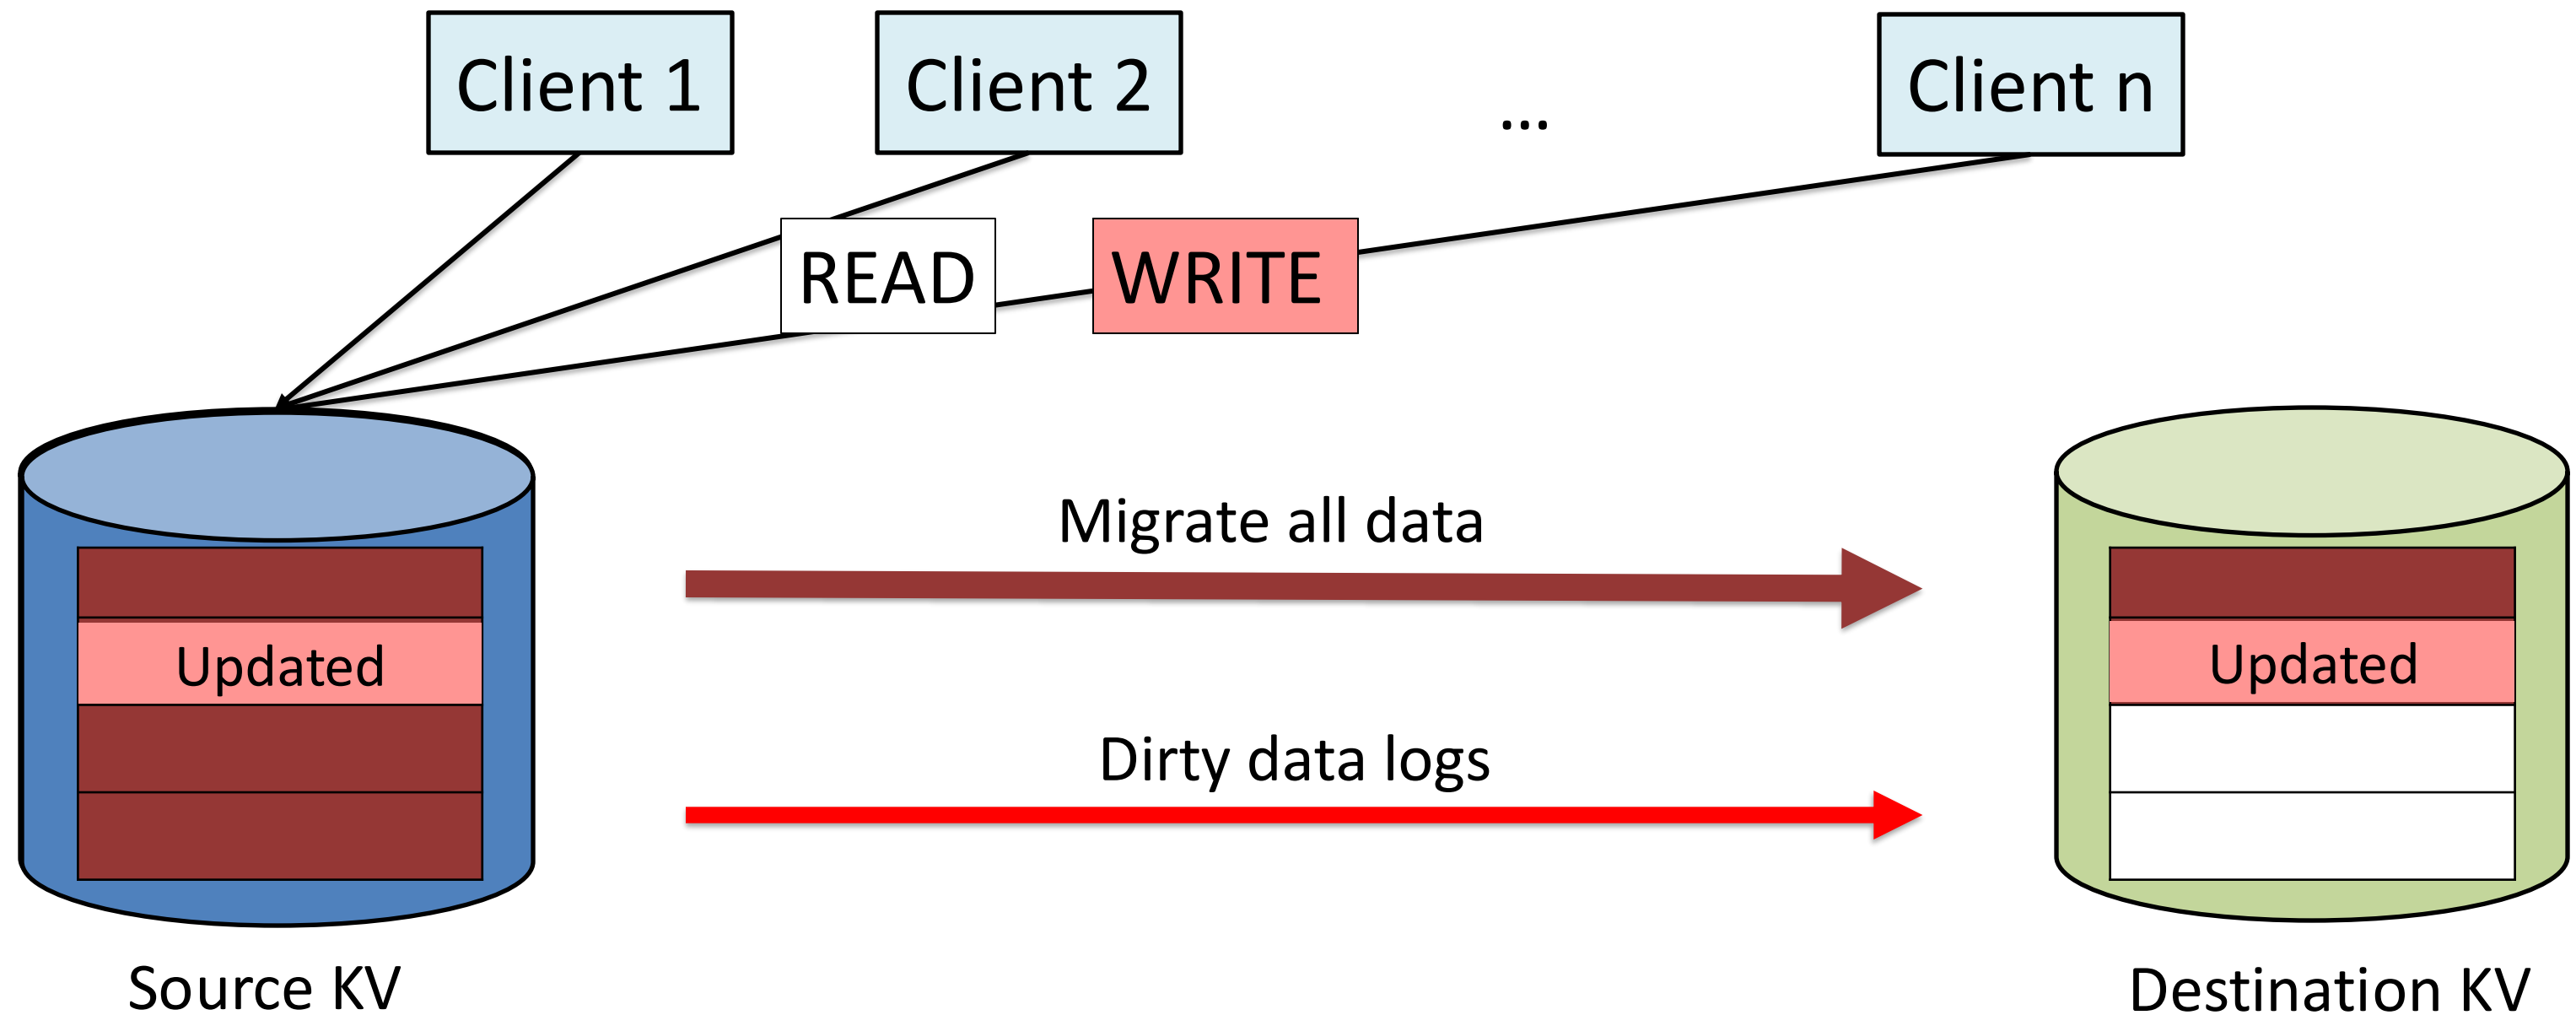 Client 1
Client 2
...
Client n
READ
WRITE
Migrate all data
Updated
Updated
Dirty data logs
Source KV
Destination KV